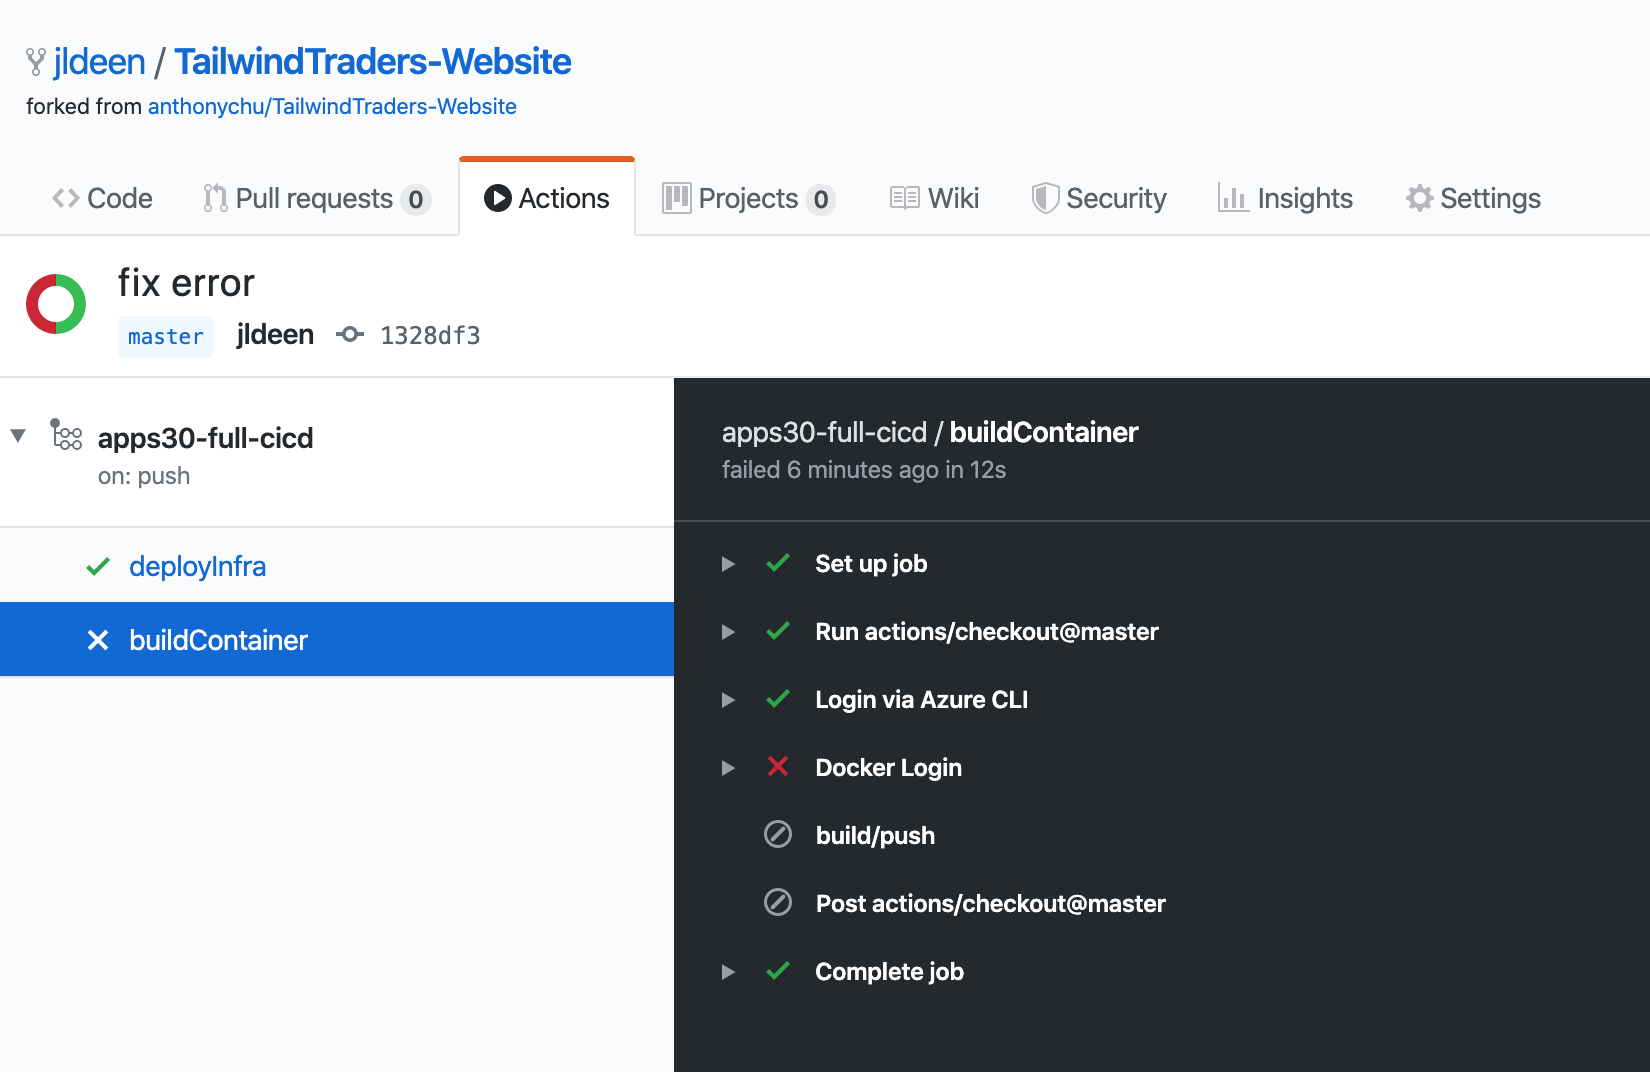 jldeen / TailwindTraders-Website
forked from anthonychu/TailwindTraders-Website
Code Pull requests 0 Actions Projects 0 Wiki Security Insights Settings
fix error
master jldeen 1328df3
apps30-full-cicd
on: push
deployInfra
buildContainer
apps30-full-cicd / buildContainer
failed 6 minutes ago in 12s
Set up job
Run actions/checkout@master
Login via Azure CLI
Docker Login
build/push
Post actions/checkout@master
Complete job